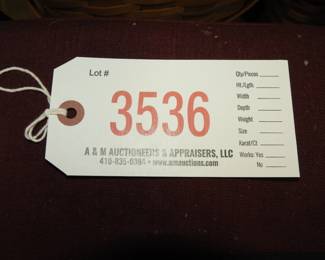 Lot #
3536
A & M AUCTIONEERS & APPRAISERS, LLC
410-835-0384 • www.amauctions.com
Qty/Pieces
Ht./Lgth.
Width
Depth
Weight
Size
Karat/Ct
Works: Yes
No